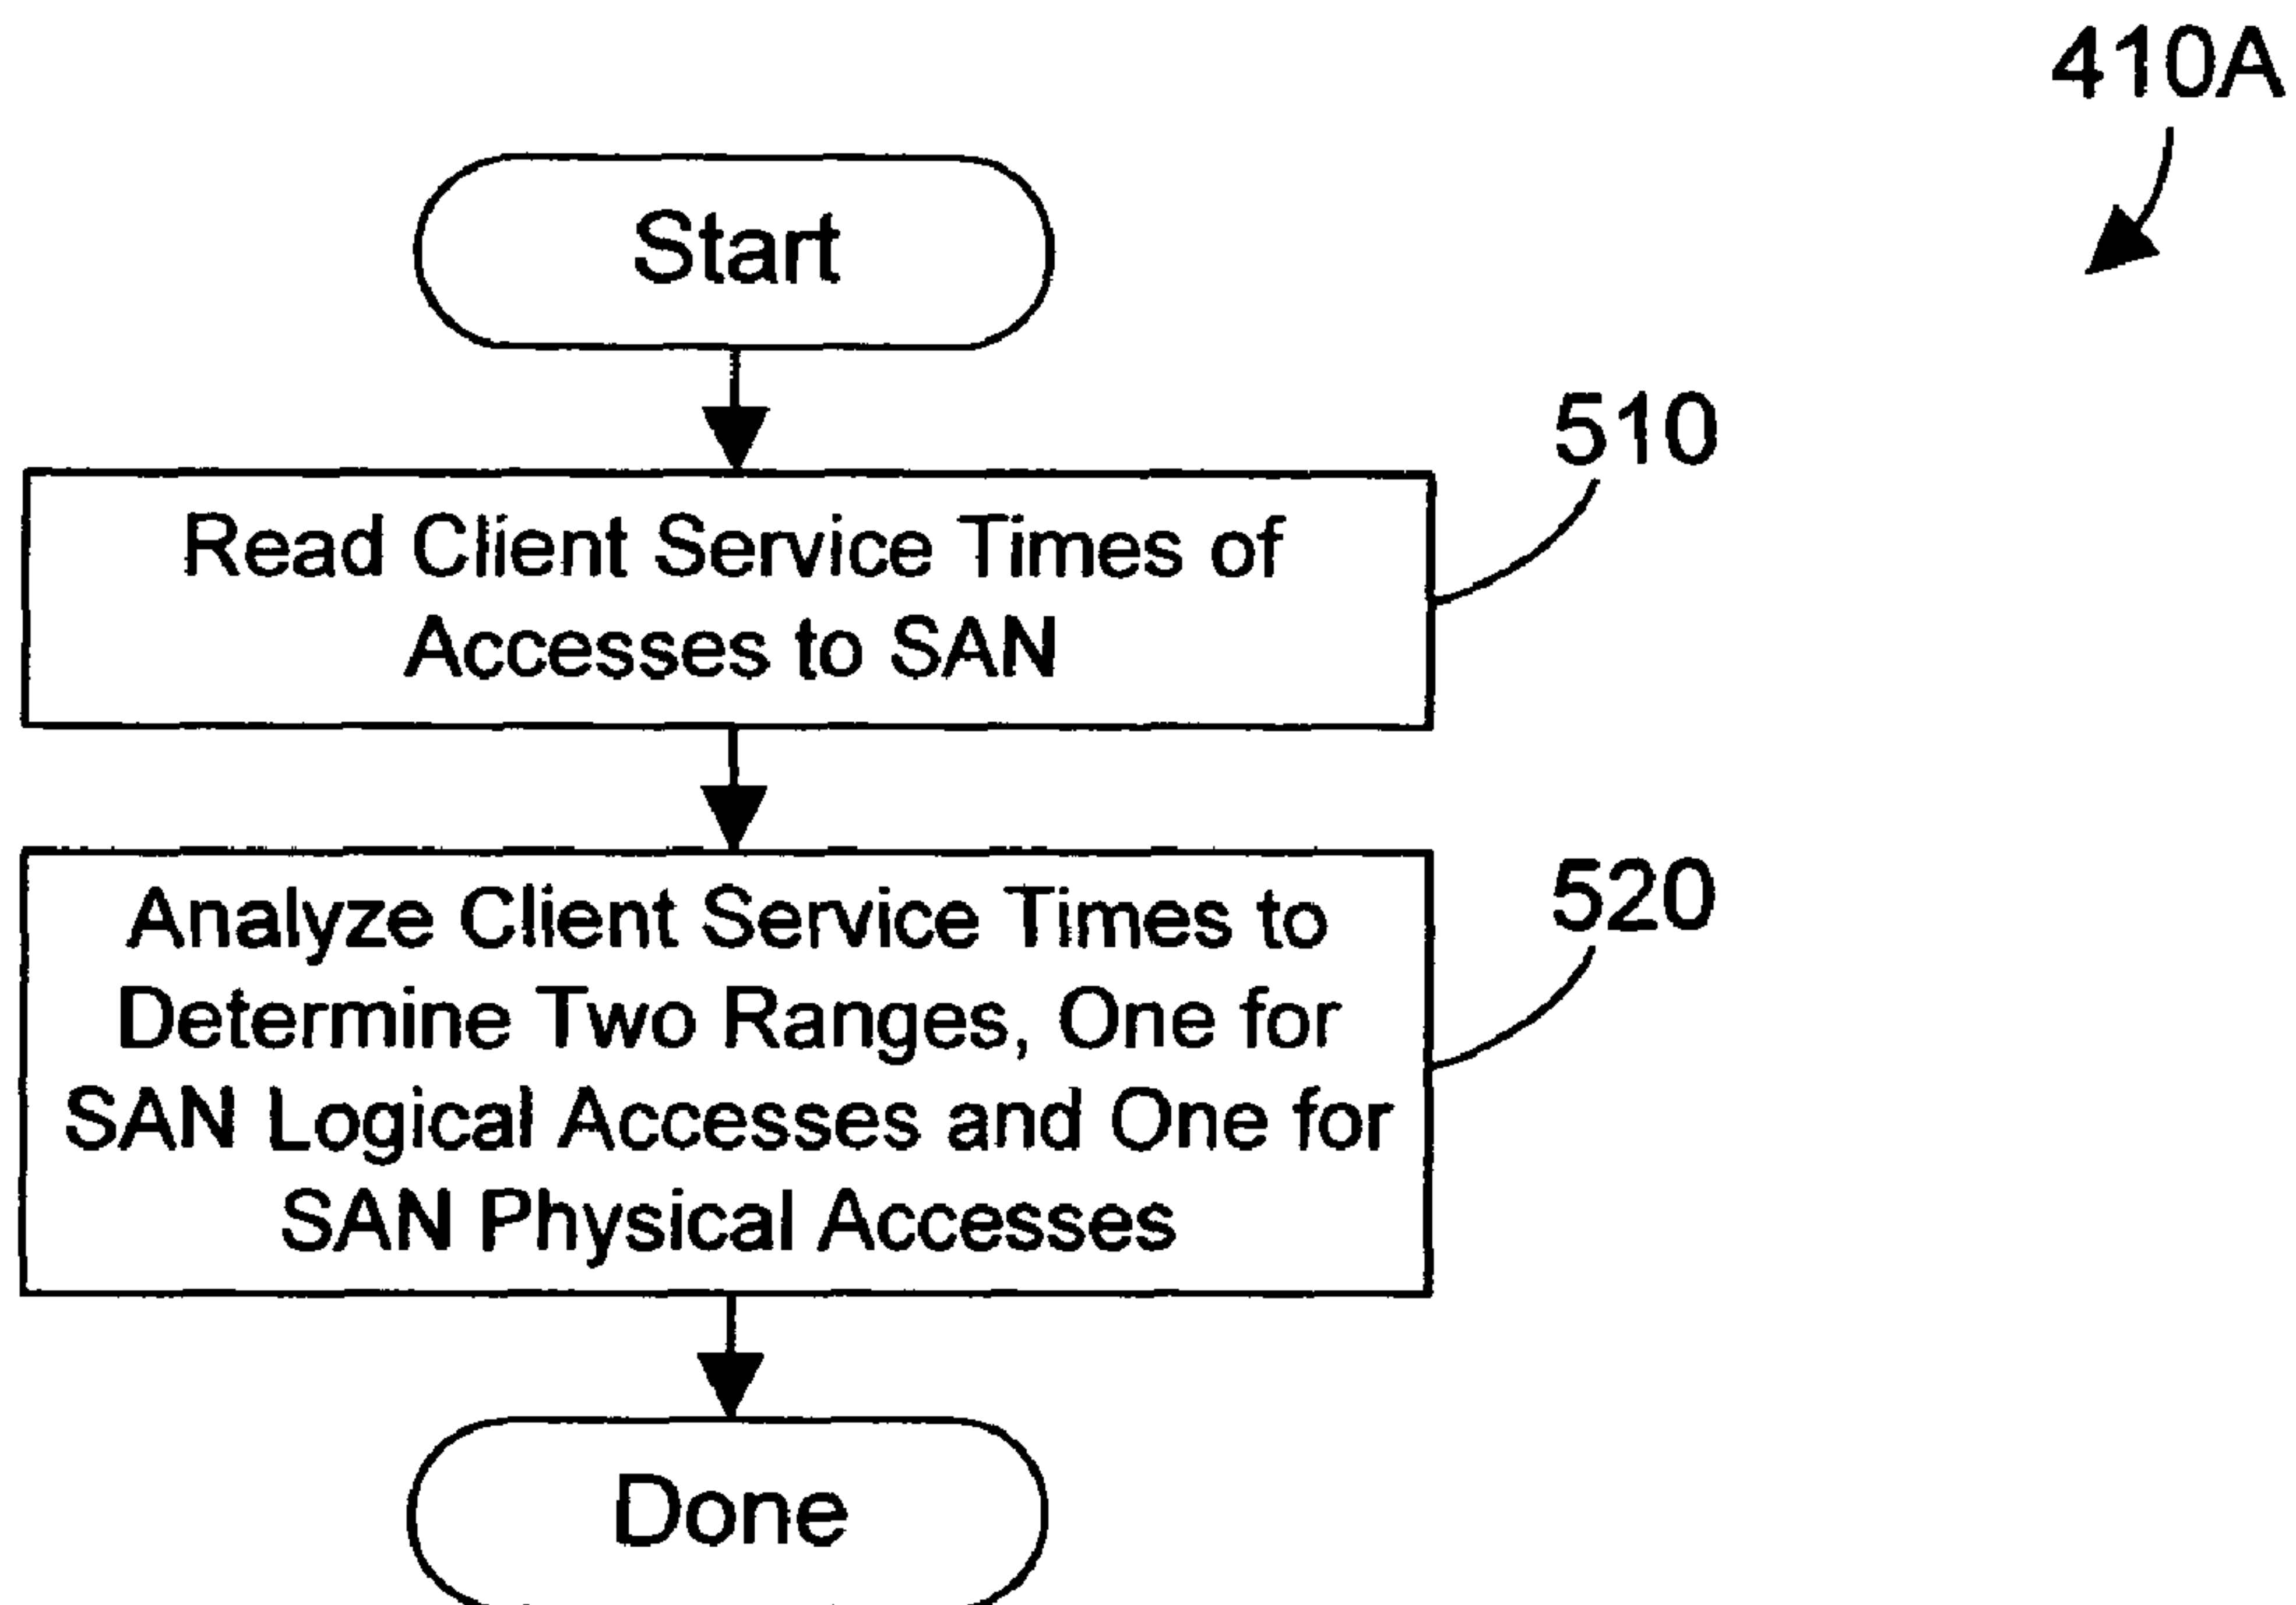 410A
Start
510
Read Client Service Times of
Accesses to SAN
520
Analyze Client Service Times to
Determine Two Ranges, One for
SAN Logical Accesses and One for
SAN Physical Accesses
Done